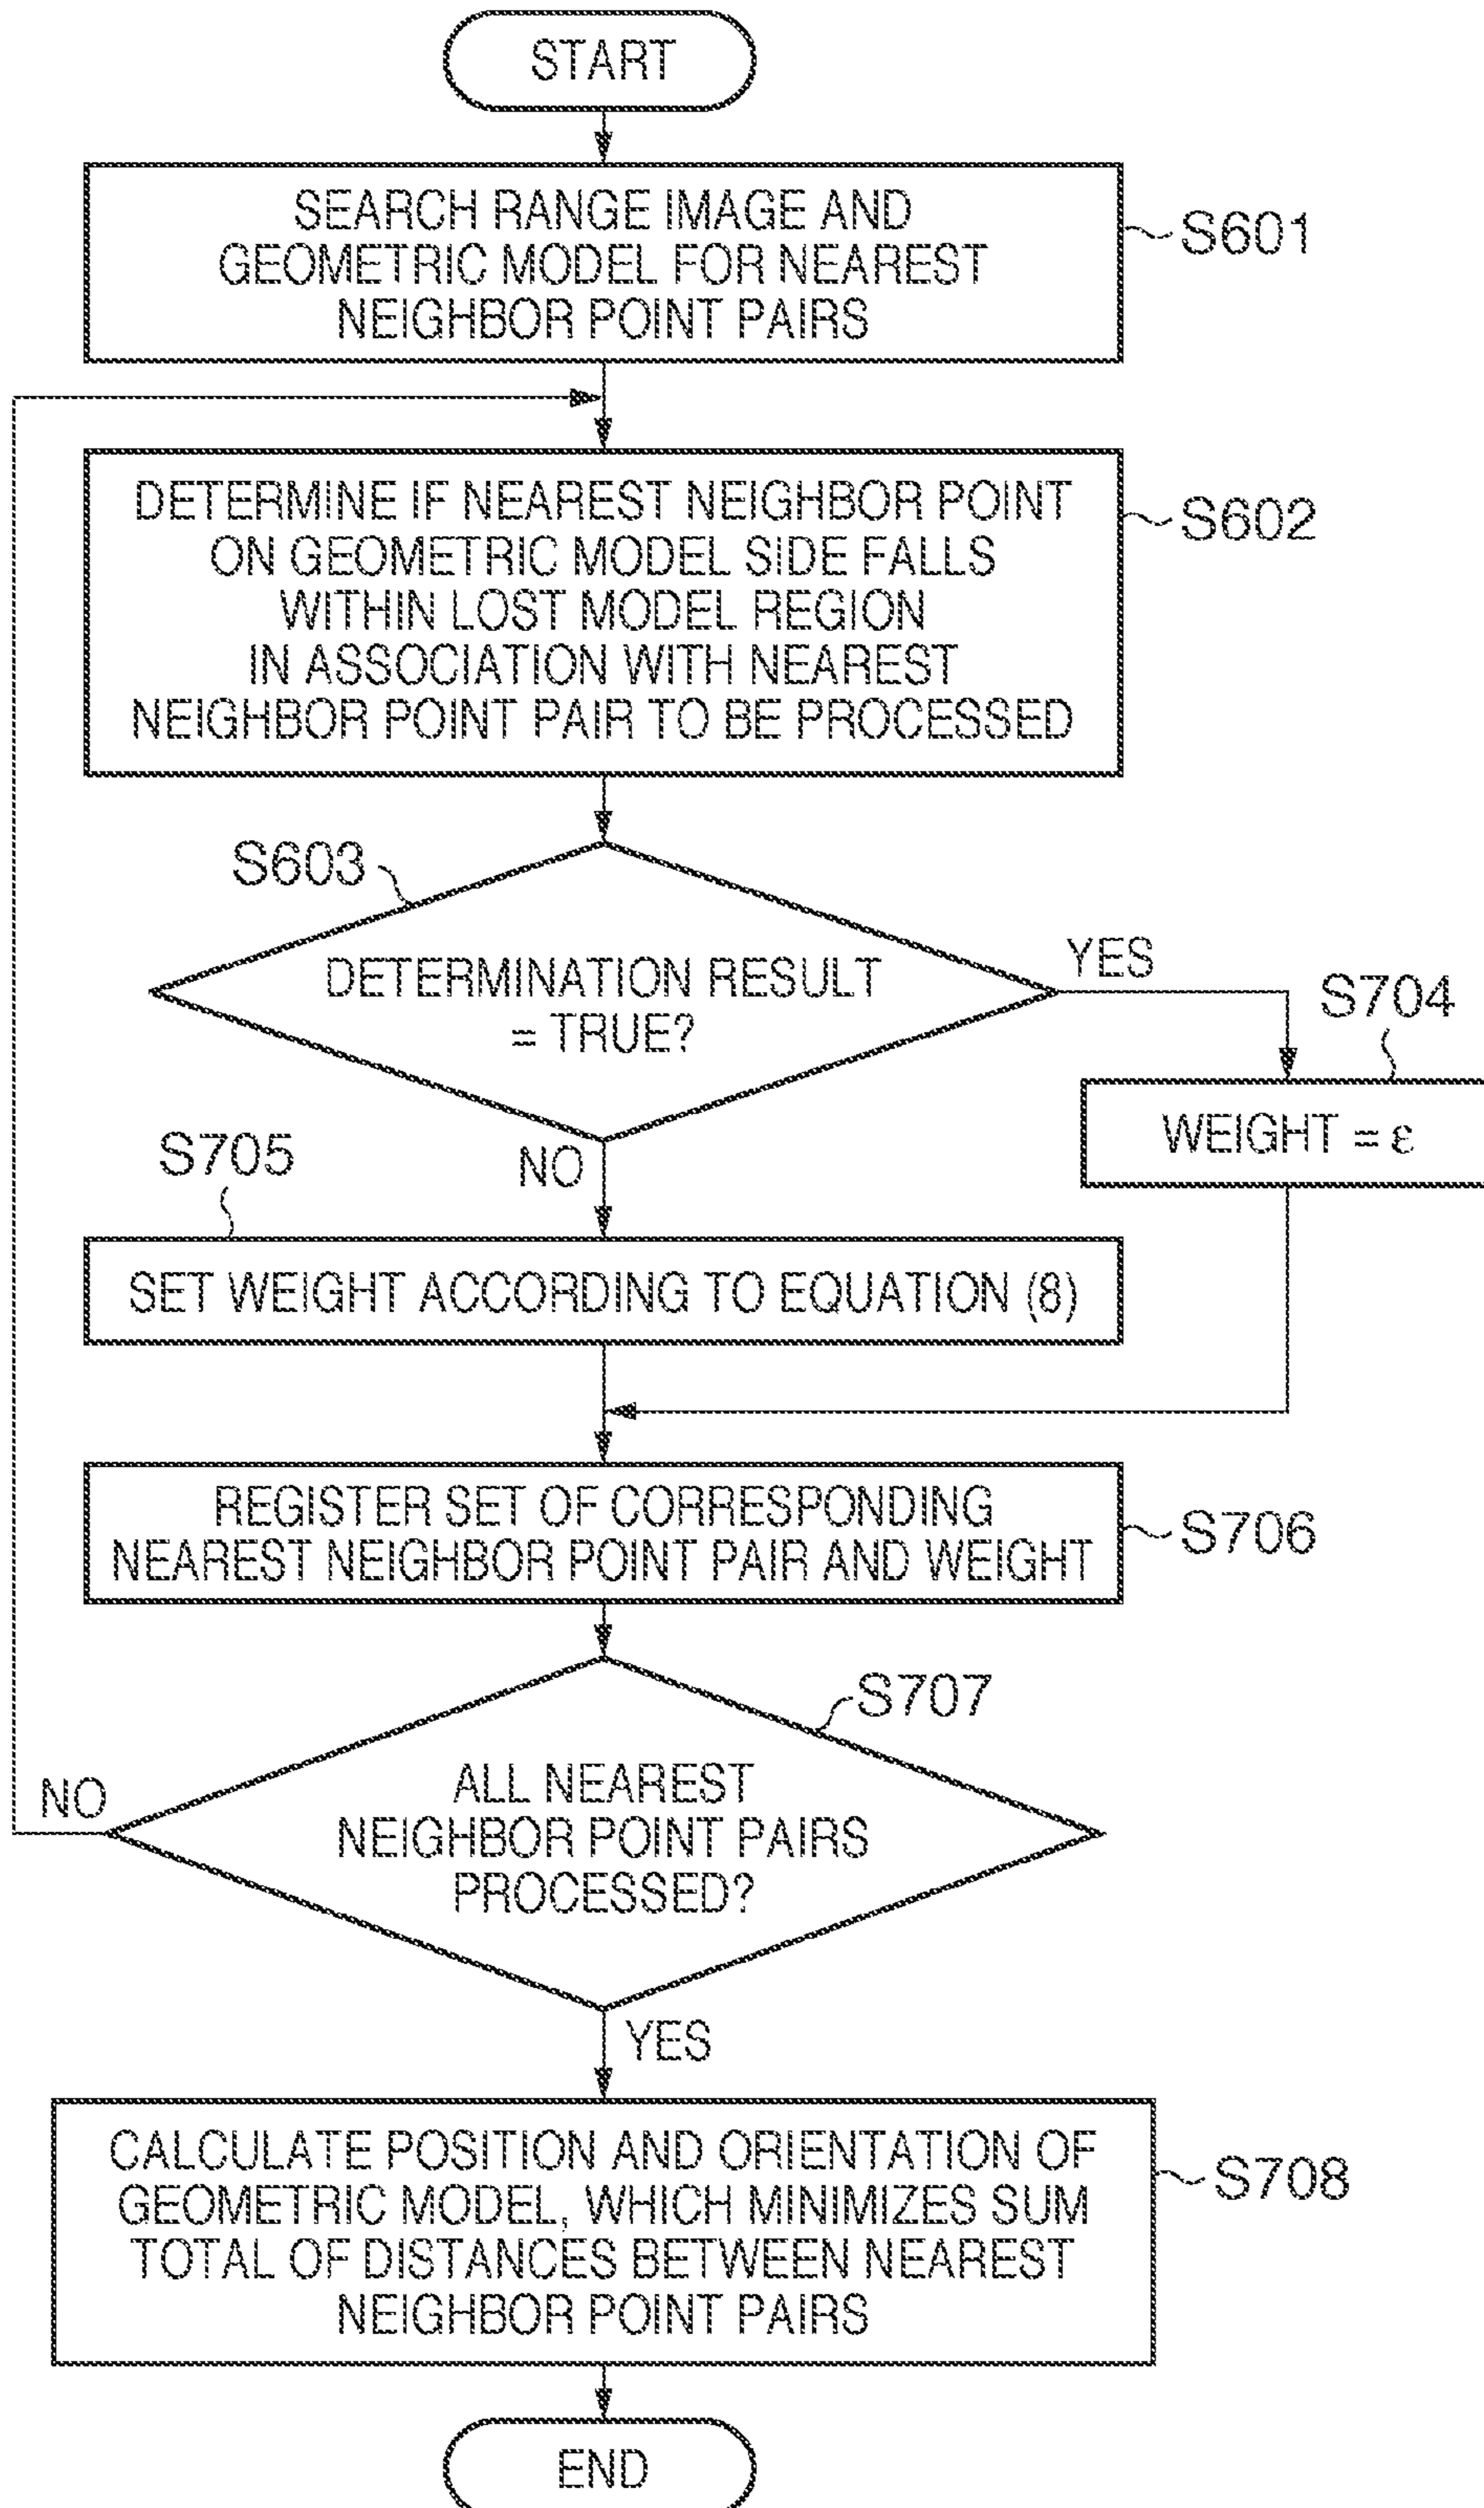 START
SEARCH RANGE IMAGE AND
GEOMETRIC MODEL FOR NEAREST
NEIGHBOR POINT PAIRS
S601
DETERMINE IF NEAREST NEIGHBOR POINT
ON GEOMETRIC MODEL SIDE FALLS
WITHIN LOST MODEL REGION
IN ASSOCIATION WITH NEAREST
NEIGHBOR POINT PAIR TO BE PROCESSED
S602
S603
DETERMINATION RESULT
= TRUE?
YES
S704
WEIGHT = ε
NO
S705
SET WEIGHT ACCORDING TO EQUATION (8)
REGISTER SET OF CORRESPONDING
NEAREST NEIGHBOR POINT PAIR AND WEIGHT
S706
S707
ALL NEAREST
NEIGHBOR POINT PAIRS
PROCESSED?
NO
YES
CALCULATE POSITION AND ORIENTATION OF
GEOMETRIC MODEL, WHICH MINIMIZES SUM
TOTAL OF DISTANCES BETWEEN NEAREST
NEIGHBOR POINT PAIRS
S708
END